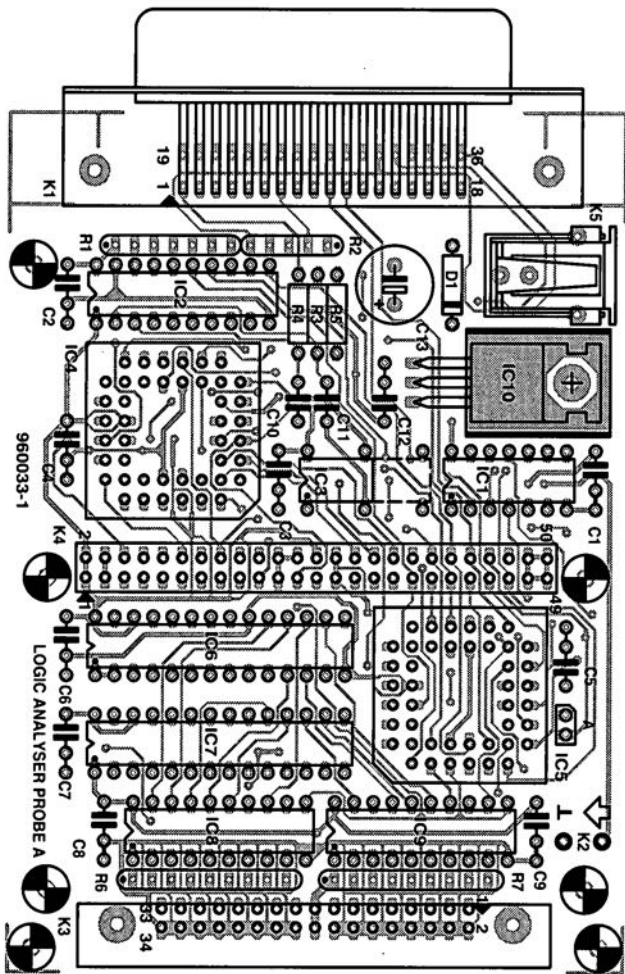 19
36
1
18
K1
K5
R1
R2
D1
C2
IC2
R4
R3
R5
+
C13
IC10
IC4
C10
C11
C12
960033-1
C4
IC3
IC1
C1
K4
2
C3
50
1
49
IC6
C5
C6
A
IC7
IC5
C7
LOGIC ANALYSER PROBE A
IC8
IC9
K2
C8
R6
R7
C9
K3
33
34
1
2